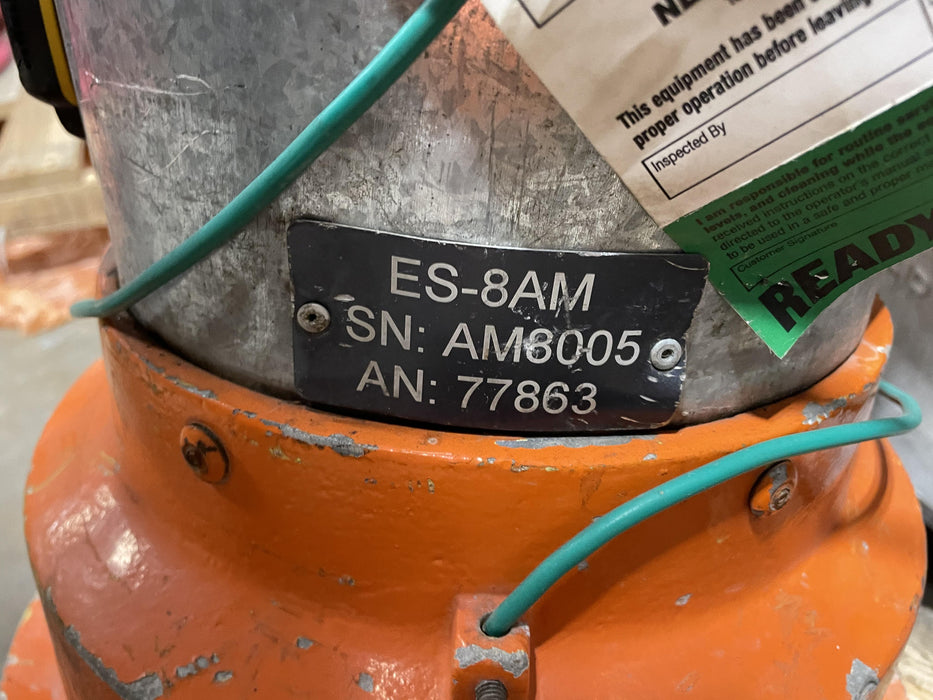 This equipment has been
proper operation before leaving
Inspected By
I am responsible for routine
levels, and cleaning while the
received instructions on the correct
directed to the operator's manual
to be used in a safe and proper
Customer Signature
READY
ES-8AM
SN: AM8005
AN: 77863